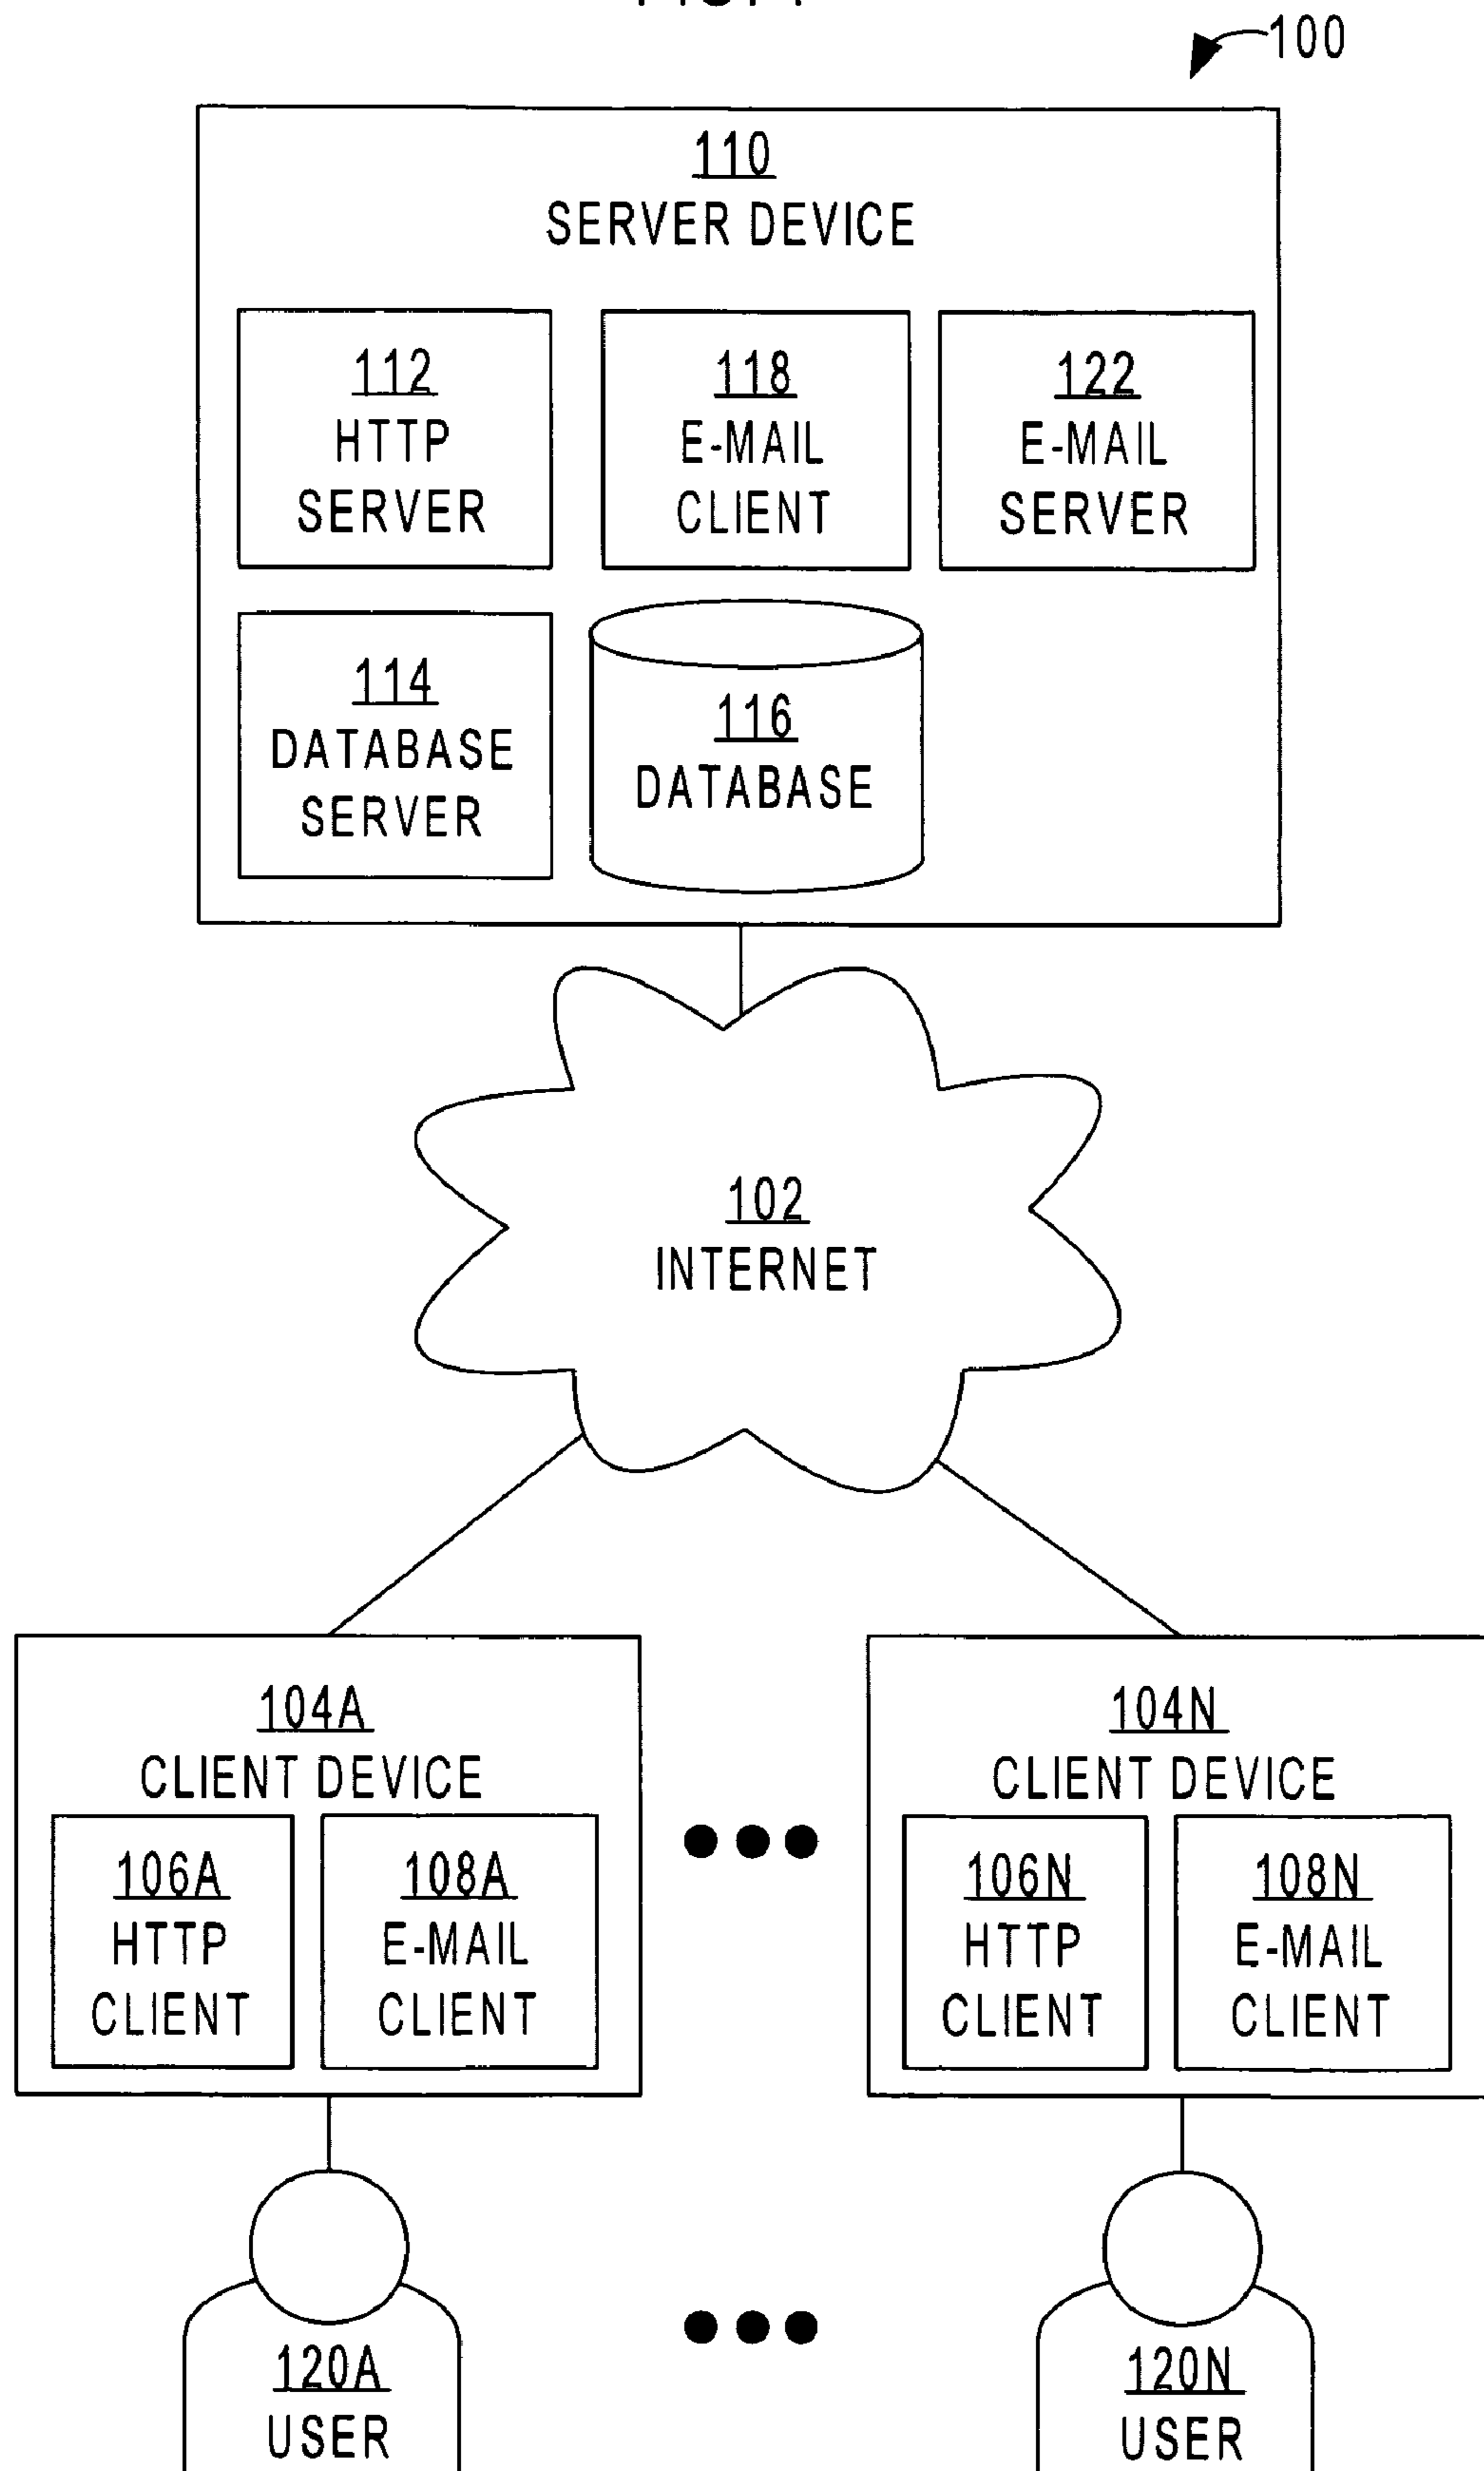 100
110
SERVER DEVICE
112
HTTP
SERVER
118
E-MAIL
CLIENT
122
E-MAIL
SERVER
114
DATABASE
SERVER
116
DATABASE
102
INTERNET
104A
CLIENT DEVICE
106A
HTTP
CLIENT
108A
E-MAIL
CLIENT
104N
CLIENT DEVICE
106N
HTTP
CLIENT
108N
E-MAIL
CLIENT
120A
USER
120N
USER